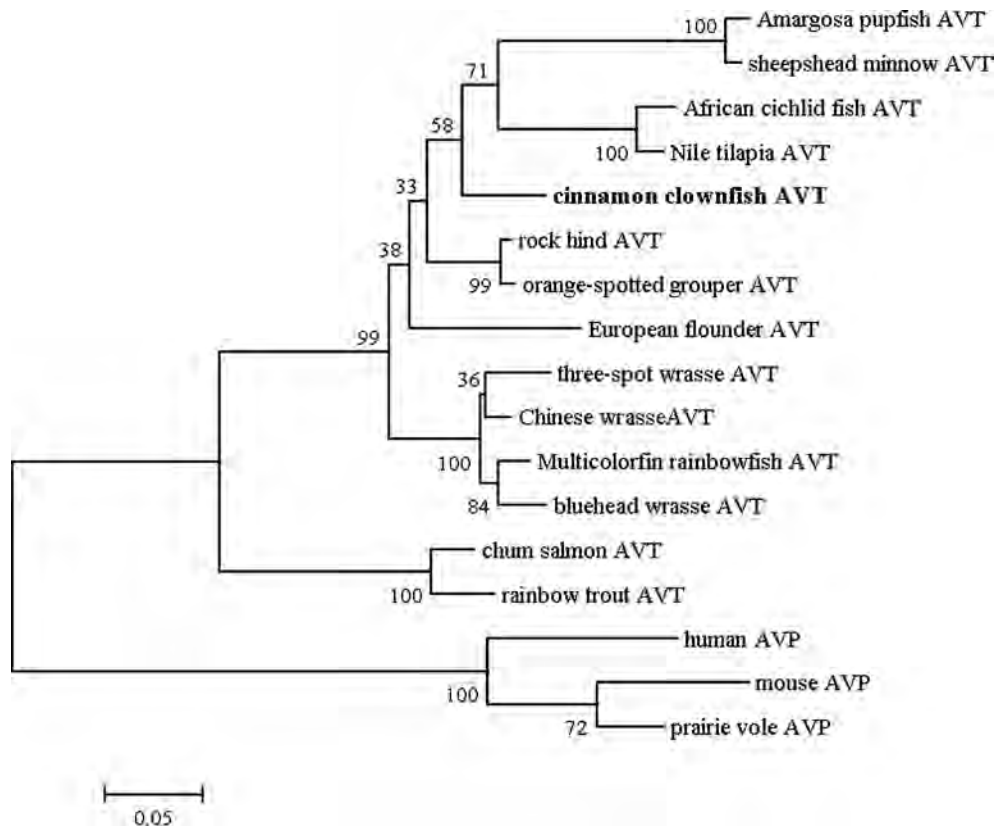 Amargosa pupfish AVT
100
sheepshead minnow AVT
71
African cichlid fish AVT
58
100
Nile tilapia AVT
cinnamon clownfish AVT
33
rock hind AVT
38
99
orange-spotted grouper AVT
European flounder AVT
99
three-spot wrasse AVT
36
Chinese wrasseAVT
100
Multicolorfin rainbowfish AVT
84
bluehead wrasse AVT
chum salmon AVT
100
rainbow trout AVT
human AVP
100
mouse AVP
72
prairie vole AVP
0.05